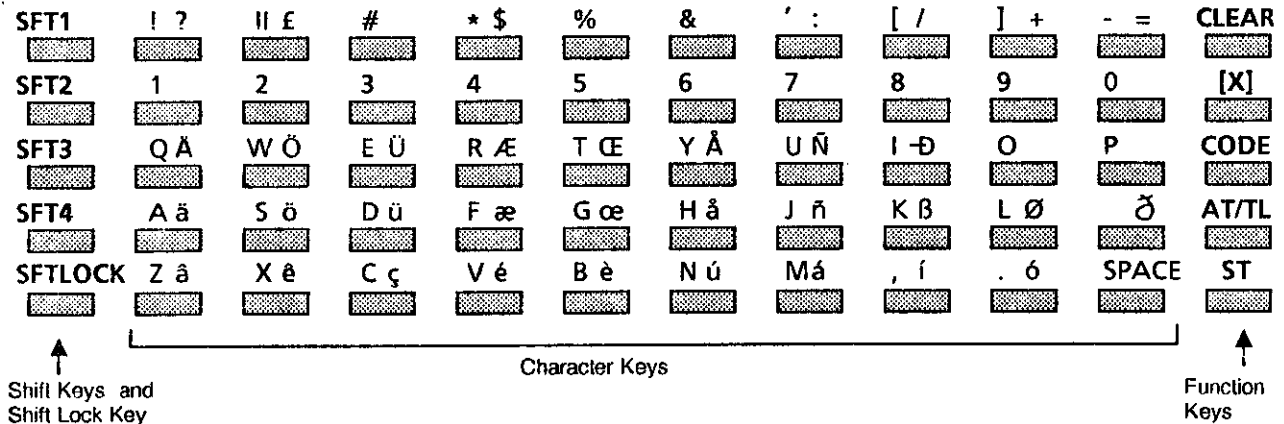 SFT1 ! ? || £ # * $ % & ' : [ / ] + - = CLEAR
SFT2 1 2 3 4 5 6 7 8 9 0 [X]
SFT3 Q Ä W Ö E Ü R Æ T Œ Y Å U Ñ I Ð O P CODE
SFT4 A ä S ö D ü F æ G œ H å J ñ K ß L Ø ð AT/TL
SFTLOCK Z â X ê C ç V é B è N ú M á , í . ó SPACE ST
Character Keys
Shift Keys and
Shift Lock Key
Function
Keys